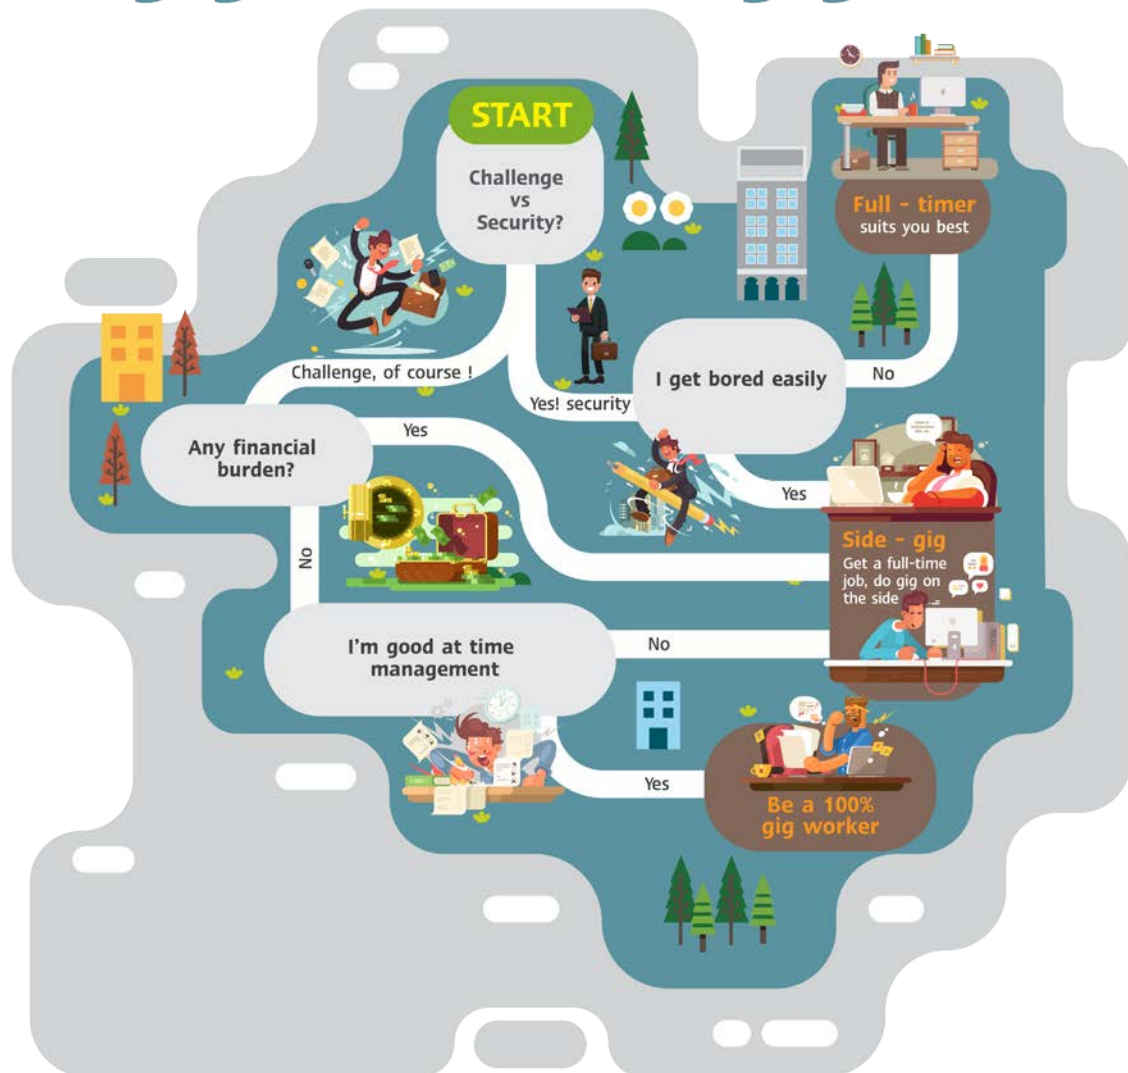 START
Challenge
vs
Security?
Full - timer
suits you best
Challenge, of course !
Yes! security
I get bored easily
No
Any financial
burden?
Yes
Yes
No
Side - gig
Get a full-time
job, do gig on
the side
I'm good at time
management
No
Yes
Be a 100%
gig worker